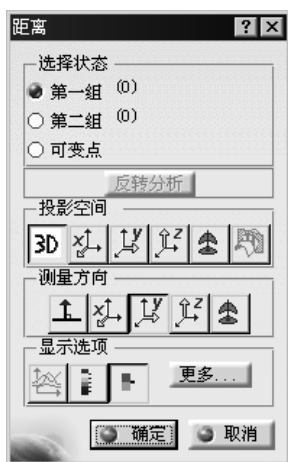 距离
选择状态
第一组 (0)
第二组 (0)
可变点
反转分析
投影空间
3D x y z
测量方向
x y z
显示选项
更多...
确定 取消